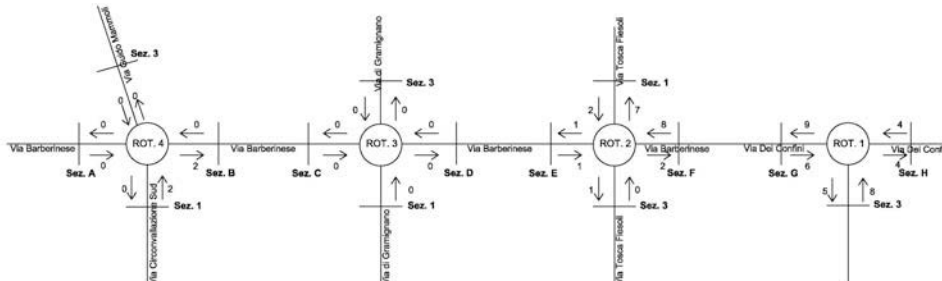 Via Guido Mammoli
Sez. 3
0
0
ROT. 4
0
0
Via Barberinese
Sez. A
0
2
Sez. B
0
2
Sez. 1
Via Circonvallazione Sud
Via Barberinese
Via di Gramignano
Sez. 3
0
0
ROT. 3
0
0
Sez. C
0
0
Sez. D
0
Sez. 1
Via di Gramignano
Via Barberinese
Via Tosca Fiesoli
Sez. 1
2
7
ROT. 2
1
8
Sez. E
1
2
Via Barberinese
Sez. F
1
0
Sez. 3
Via Tosca Fiesoli
Via Dei Confini
9
4
ROT. 1
Sez. G
6
4
Via Dei Confi
Sez. H
5
8
Sez. 3